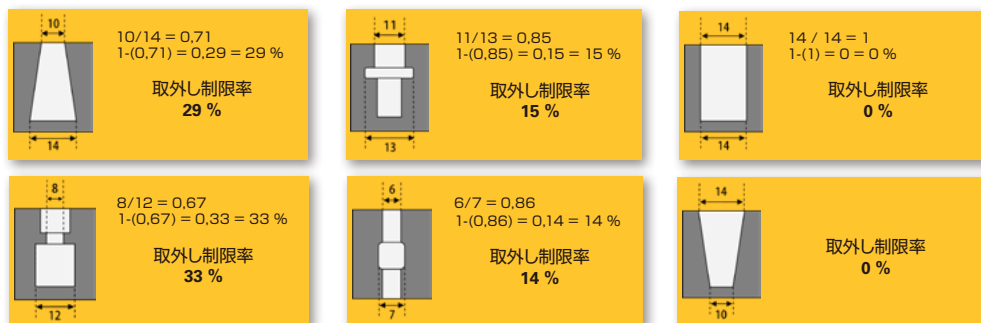 10
10/14 = 0,71
1-(0,71) = 0,29 = 29 %
取外し制限率
29 %
14
11
11/13 = 0,85
1-(0,85) = 0,15 = 15 %
取外し制限率
15 %
13
14
14 / 14 = 1
1-(1) = 0 = 0 %
取外し制限率
0 %
14
8
8/12 = 0,67
1-(0,67) = 0,33 = 33 %
取外し制限率
33 %
12
6
6/7 = 0,86
1-(0,86) = 0,14 = 14 %
取外し制限率
14 %
7
14
取外し制限率
0 %
10